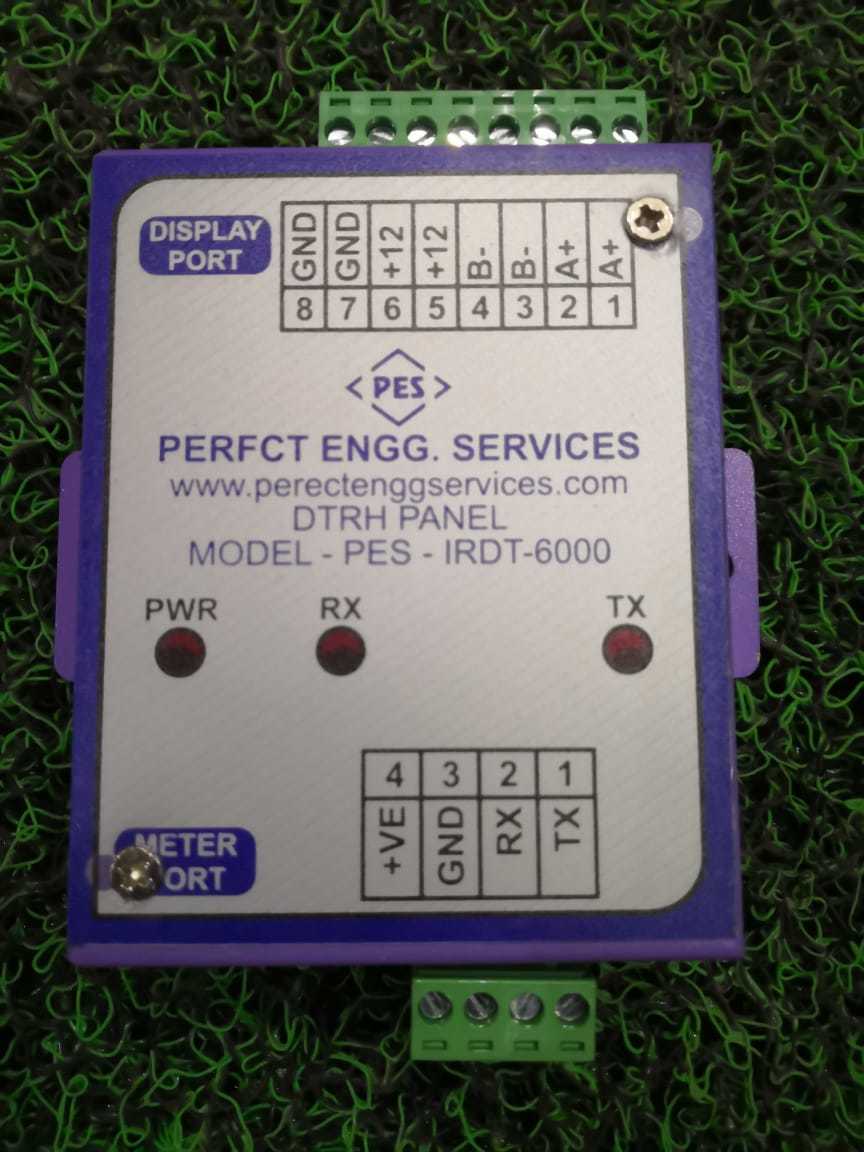 DISPLAY
PORT
GND GND +12 +12 B- B- A+ A+
8 7 6 5 4 3 2 1
PES
PERFCT ENGG. SERVICES
www.perectenggservices.com
DTRH PANEL
MODEL - PES - IRDT-6000
PWR RX TX
4 3 2 1
+VE GND RX TX
METER
ORT